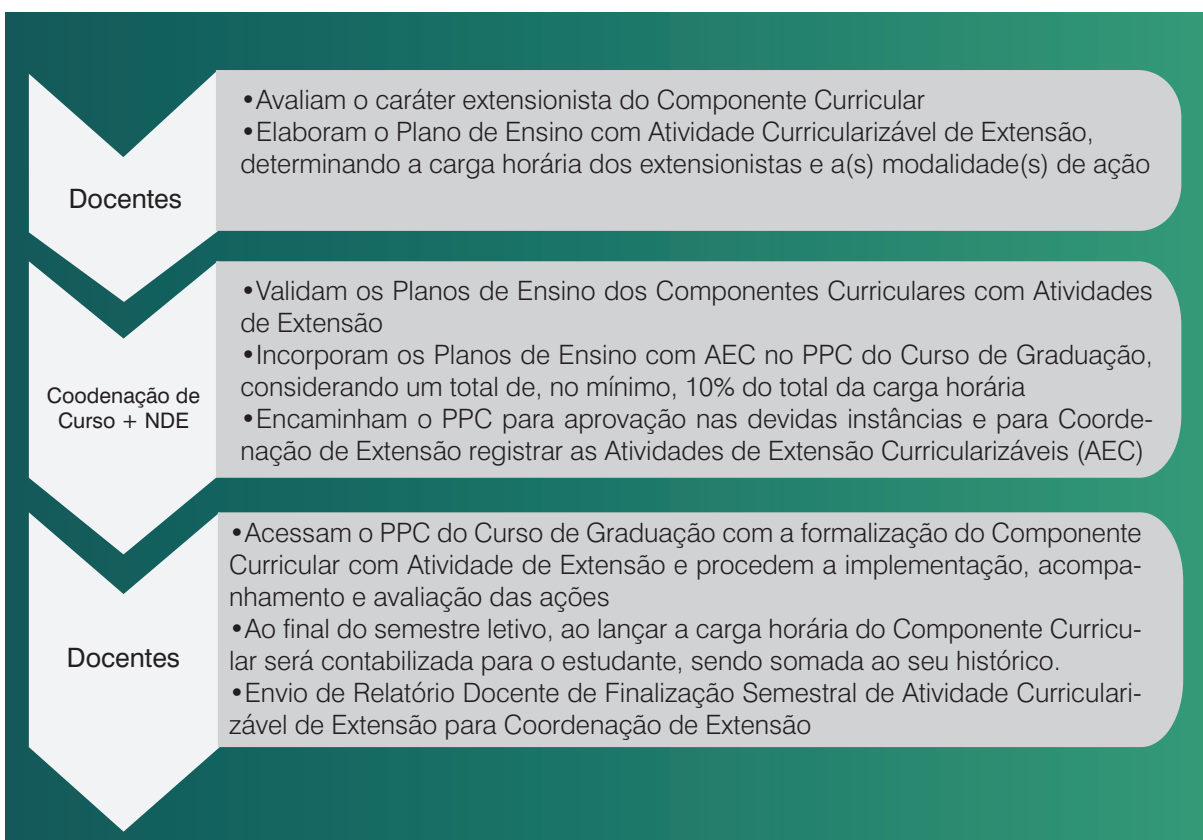 Docentes
•Avaliam o caráter extensionista do Componente Curricular
•Elaboram o Plano de Ensino com Atividade Curricularizável de Extensão,
determinando a carga horária dos extensionistas e a(s) modalidade(s) de ação
Coodenação de
Curso + NDE
•Validam os Planos de Ensino dos Componentes Curriculares com Atividades
de Extensão
•Incorporam os Planos de Ensino com AEC no PPC do Curso de Graduação,
considerando um total de, no mínimo, 10% do total da carga horária
•Encaminham o PPC para aprovação nas devidas instâncias e para Coorde-
nação de Extensão registrar as Atividades de Extensão Curricularizáveis (AEC)
Docentes
•Acessam o PPC do Curso de Graduação com a formalização do Componente
Curricular com Atividade de Extensão e procedem a implementação, acompa-
nhamento e avaliação das ações
•Ao final do semestre letivo, ao lançar a carga horária do Componente Curricu-
lar será contabilizada para o estudante, sendo somada ao seu histórico.
•Envio de Relatório Docente de Finalização Semestral de Atividade Curriculari-
zável de Extensão para Coordenação de Extensão